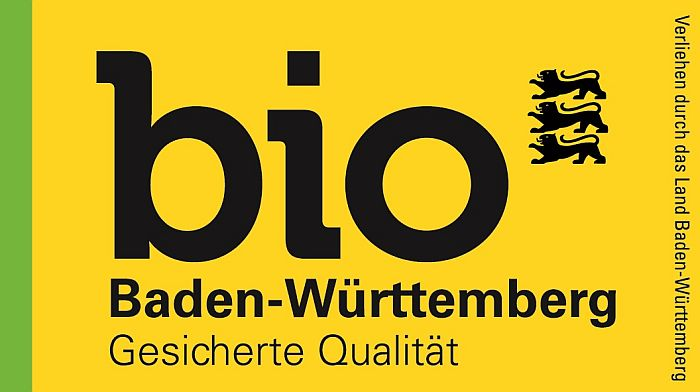 bio
Baden-Württemberg
Gesicherte Qualität
Verliehen durch das Land Baden-Württemberg